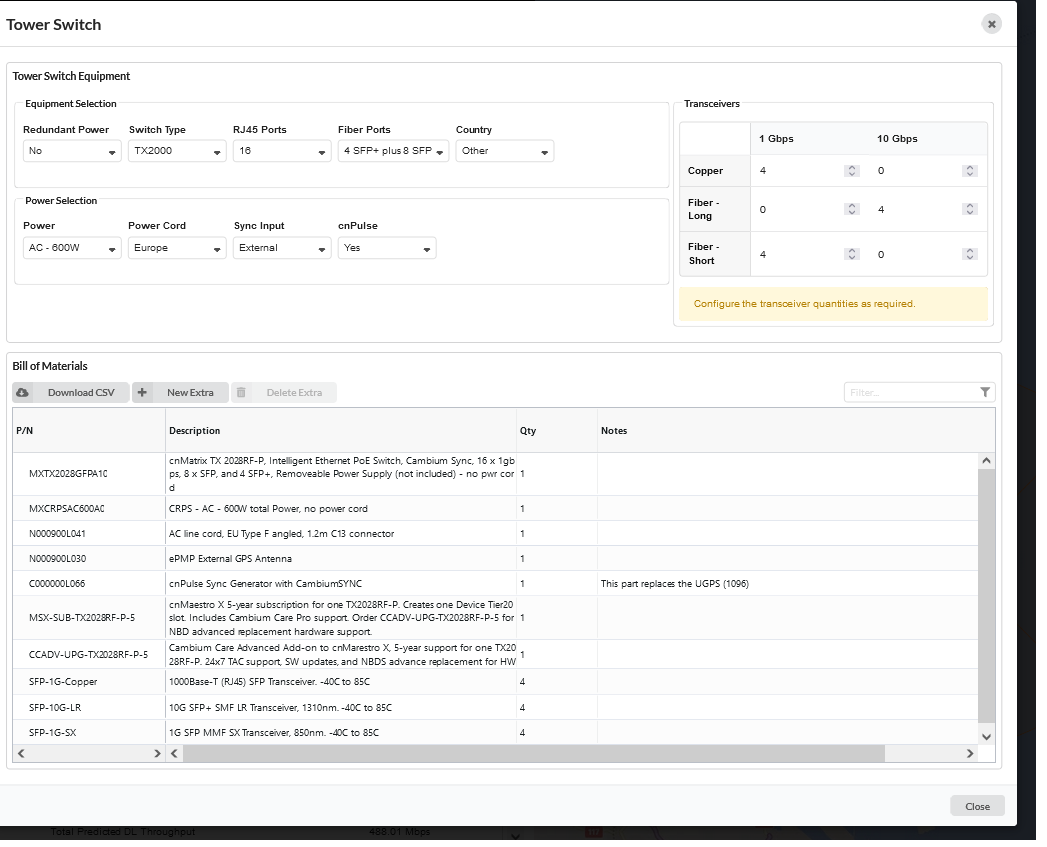 Tower Switch
Tower Switch Equipment
Equipment Selection
Redundant Power Switch Type RJ45 Ports Fiber Ports Country
No TX2000 16 4 SFP+ plus 8 SFP Other
Power Selection
Power Power Cord Sync Input cnPulse
AC - 600W Europe External Yes
Transceivers
1 Gbps 10 Gbps
Copper 4 0
Fiber -
Long
0 4
Fiber -
Short
4 0
Configure the transceiver quantities as required.
Bill of Materials
Download CSV New Extra Delete Extra Filter...
P/N Description Qty Notes
MXTX2028GFPA10
cnMatrix TX 2028RF-P, Intelligent Ethernet PoE Switch, Cambium Sync, 16 x 1gb
ps, 8 x SFP, and 4 SFP+, Removeable Power Supply (not included) - no pwr cor
d
1
MXCRPSAC600A0 CRPS - AC - 600W total Power, no power cord 1
N000900L041 AC line cord, EU Type F angled, 1.2m C13 connector 1
N000900L030 ePMP External GPS Antenna 1
C000000L066 cnPulse Sync Generator with CambiumSYNC 1 This part replaces the UGPS (1096)
MSX-SUB-TX2028RF-P-5
cnMaestro X 5-year subscription for one TX2028RF-P. Creates one Device Tier20
slot. Includes Cambium Care Pro support. Order CCADV-UPG-TX2028RF-P-5 for
NBD advanced replacement hardware support.
1
CCADV-UPG-TX2028RF-P-5
Cambium Care Advanced Add-on to cnMarestro X, 5-year support for one TX20
28RF-P. 24x7 TAC support, SW updates, and NBDS advance replacement for HW
1
SFP-1G-Copper 1000Base-T (RJ45) SFP Transceiver. -40C to 85C 4
SFP-10G-LR 10G SFP+ SMF LR Transceiver, 1310nm. -40C to 85C 4
SFP-1G-SX 1G SFP MMF SX Transceiver, 850nm. -40C to 85C 4
Close
Total Predicted DL Throughput 488.01 Mbps